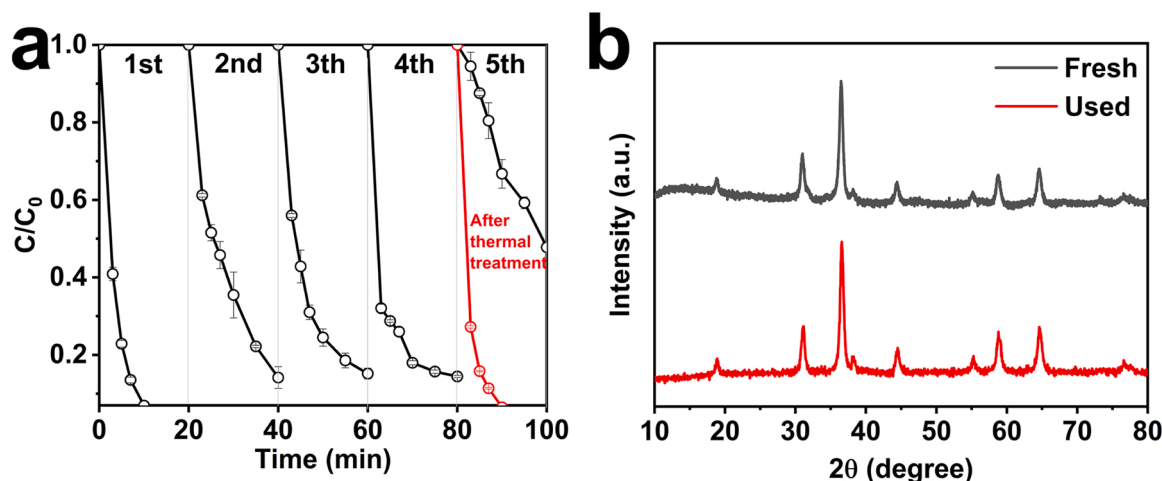 a
C/C0
1.0
0.8
0.6
0.4
0.2
1st
2nd
3th
4th
5th
After
thermal
treatment
0
20
40
60
80
100
Time (min)
b
Intensity (a.u.)
Fresh
Used
10
20
30
40
50
60
70
80
2θ (degree)